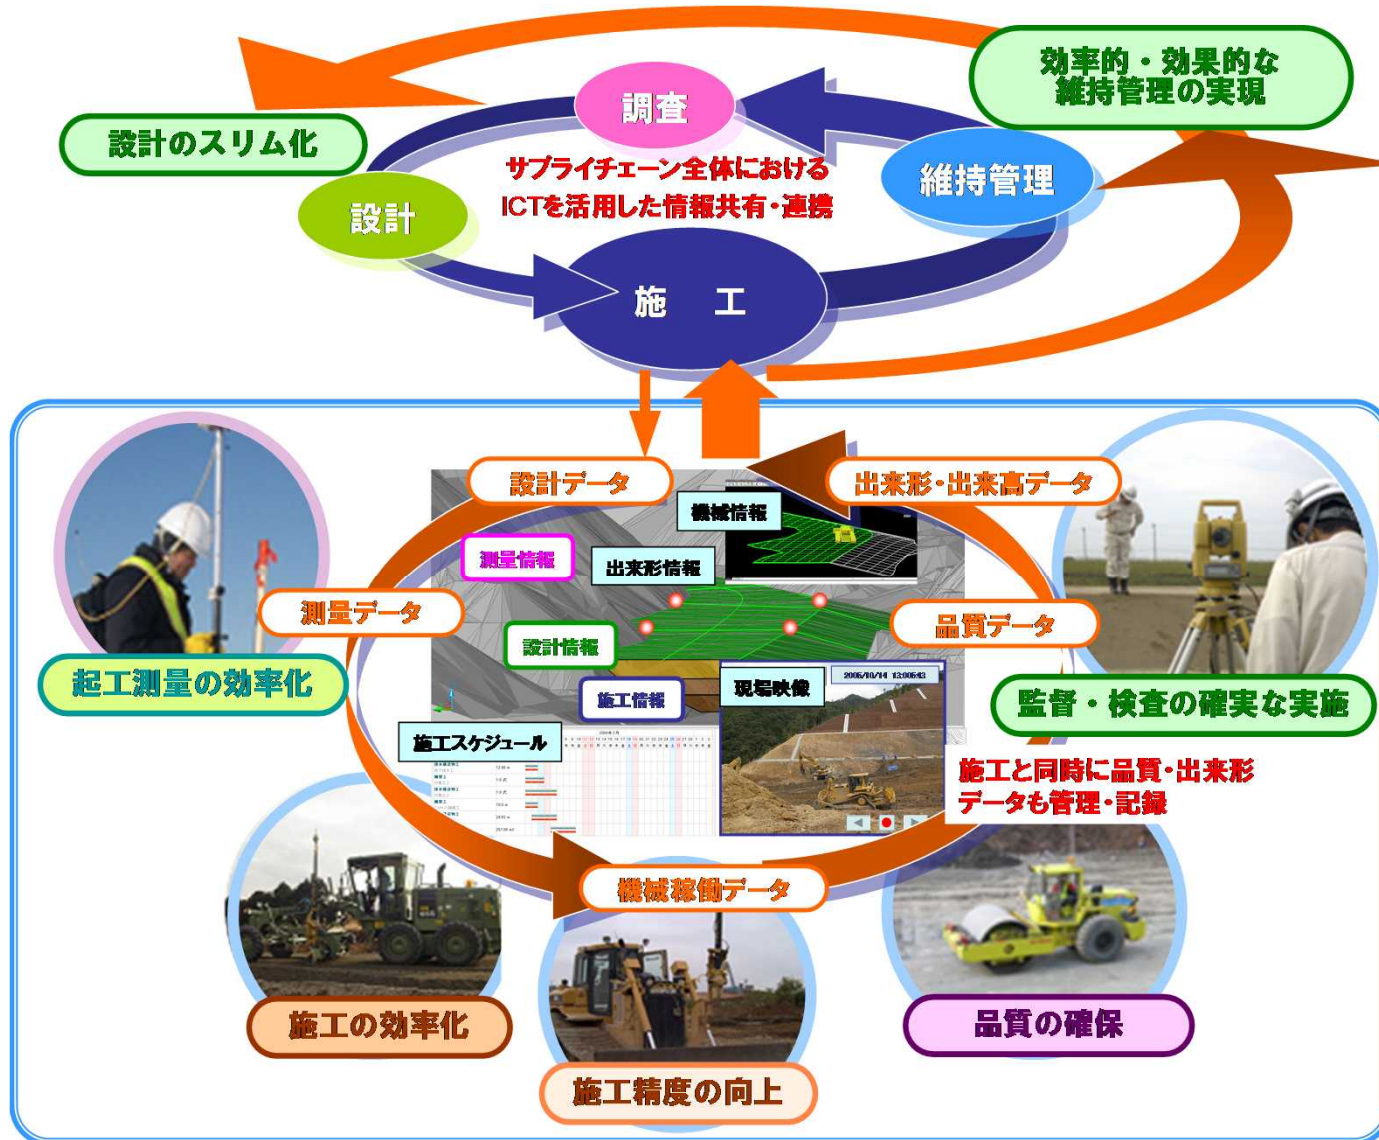 効率的・効果的な
維持管理の実現
調査
設計のスリム化
サプライチェーン全体における
ICTを活用した情報共有・連携
維持管理
設計
施　工
設計データ
出来形・出来高データ
機械情報
測量情報
出来形情報
測量データ
品質データ
設計情報
起工測量の効率化
施工情報
現場映像
2005/10/14 13:00:43
監督・検査の確実な実施
施工スケジュール
施工と同時に品質・出来形
データも管理・記録
機械稼働データ
施工の効率化
品質の確保
施工精度の向上